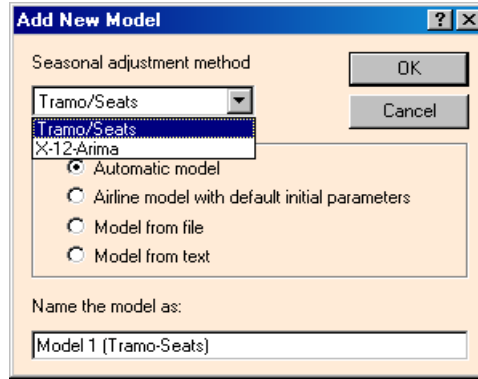 Add New Model
Seasonal adjustment method
OK
Tramo/Seats
Cancel
Tramo/Seats
X-12-Arima
Automatic model
Airline model with default initial parameters
Model from file
Model from text
Name the model as:
Model 1 (Tramo-Seats)